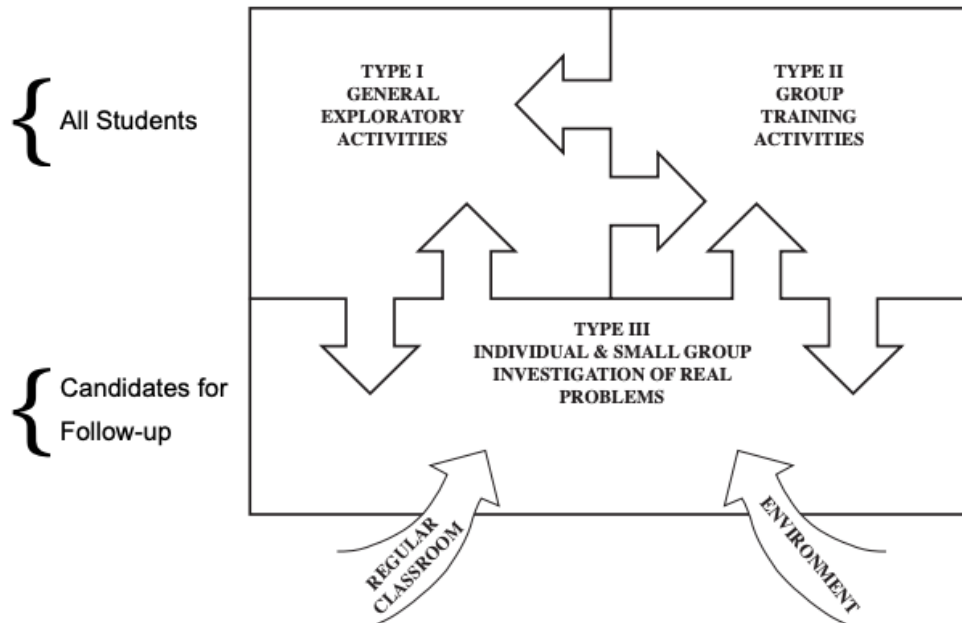 All Students
TYPE I
GENERAL
EXPLORATORY
ACTIVITIES
TYPE II
GROUP
TRAINING
ACTIVITIES
Candidates for
Follow-up
TYPE III
INDIVIDUAL & SMALL GROUP
INVESTIGATION OF REAL
PROBLEMS
REGULAR
CLASSROOM
ENVIRONMENT